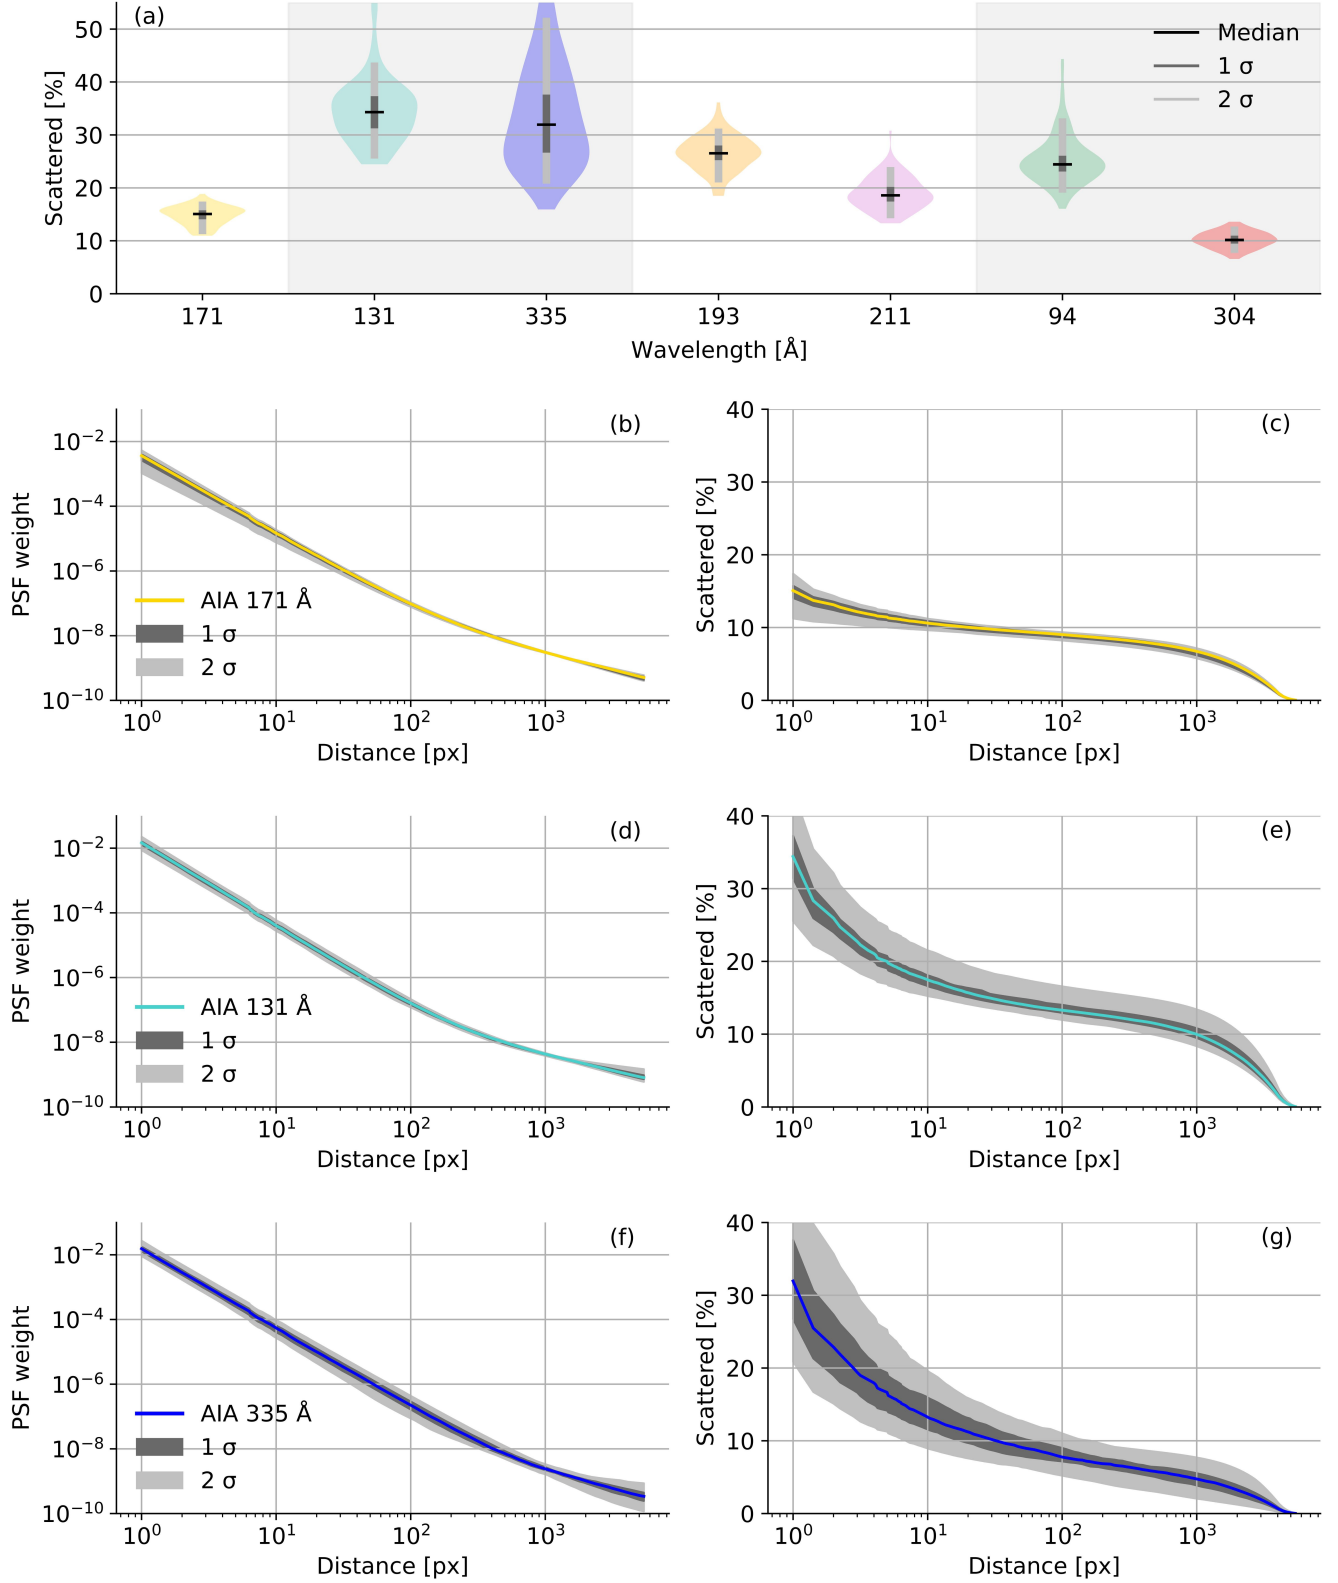 (a)
Scattered [%]
50
40
30
20
10
0
Median
1 σ
2 σ
171 131 335 193 211 94 304
Wavelength [Å]
(b)
PSF weight
10⁻²
10⁻⁴
10⁻⁶
10⁻⁸
10⁻¹⁰
AIA 171 Å
1 σ
2 σ
10⁰ 10¹ 10² 10³
Distance [px]
(c)
Scattered [%]
40
30
20
10
0
10⁰ 10¹ 10² 10³
Distance [px]
(d)
PSF weight
10⁻²
10⁻⁴
10⁻⁶
10⁻⁸
10⁻¹⁰
AIA 131 Å
1 σ
2 σ
10⁰ 10¹ 10² 10³
Distance [px]
(e)
Scattered [%]
40
30
20
10
0
10⁰ 10¹ 10² 10³
Distance [px]
(f)
PSF weight
10⁻²
10⁻⁴
10⁻⁶
10⁻⁸
10⁻¹⁰
AIA 335 Å
1 σ
2 σ
10⁰ 10¹ 10² 10³
Distance [px]
(g)
Scattered [%]
40
30
20
10
0
10⁰ 10¹ 10² 10³
Distance [px]